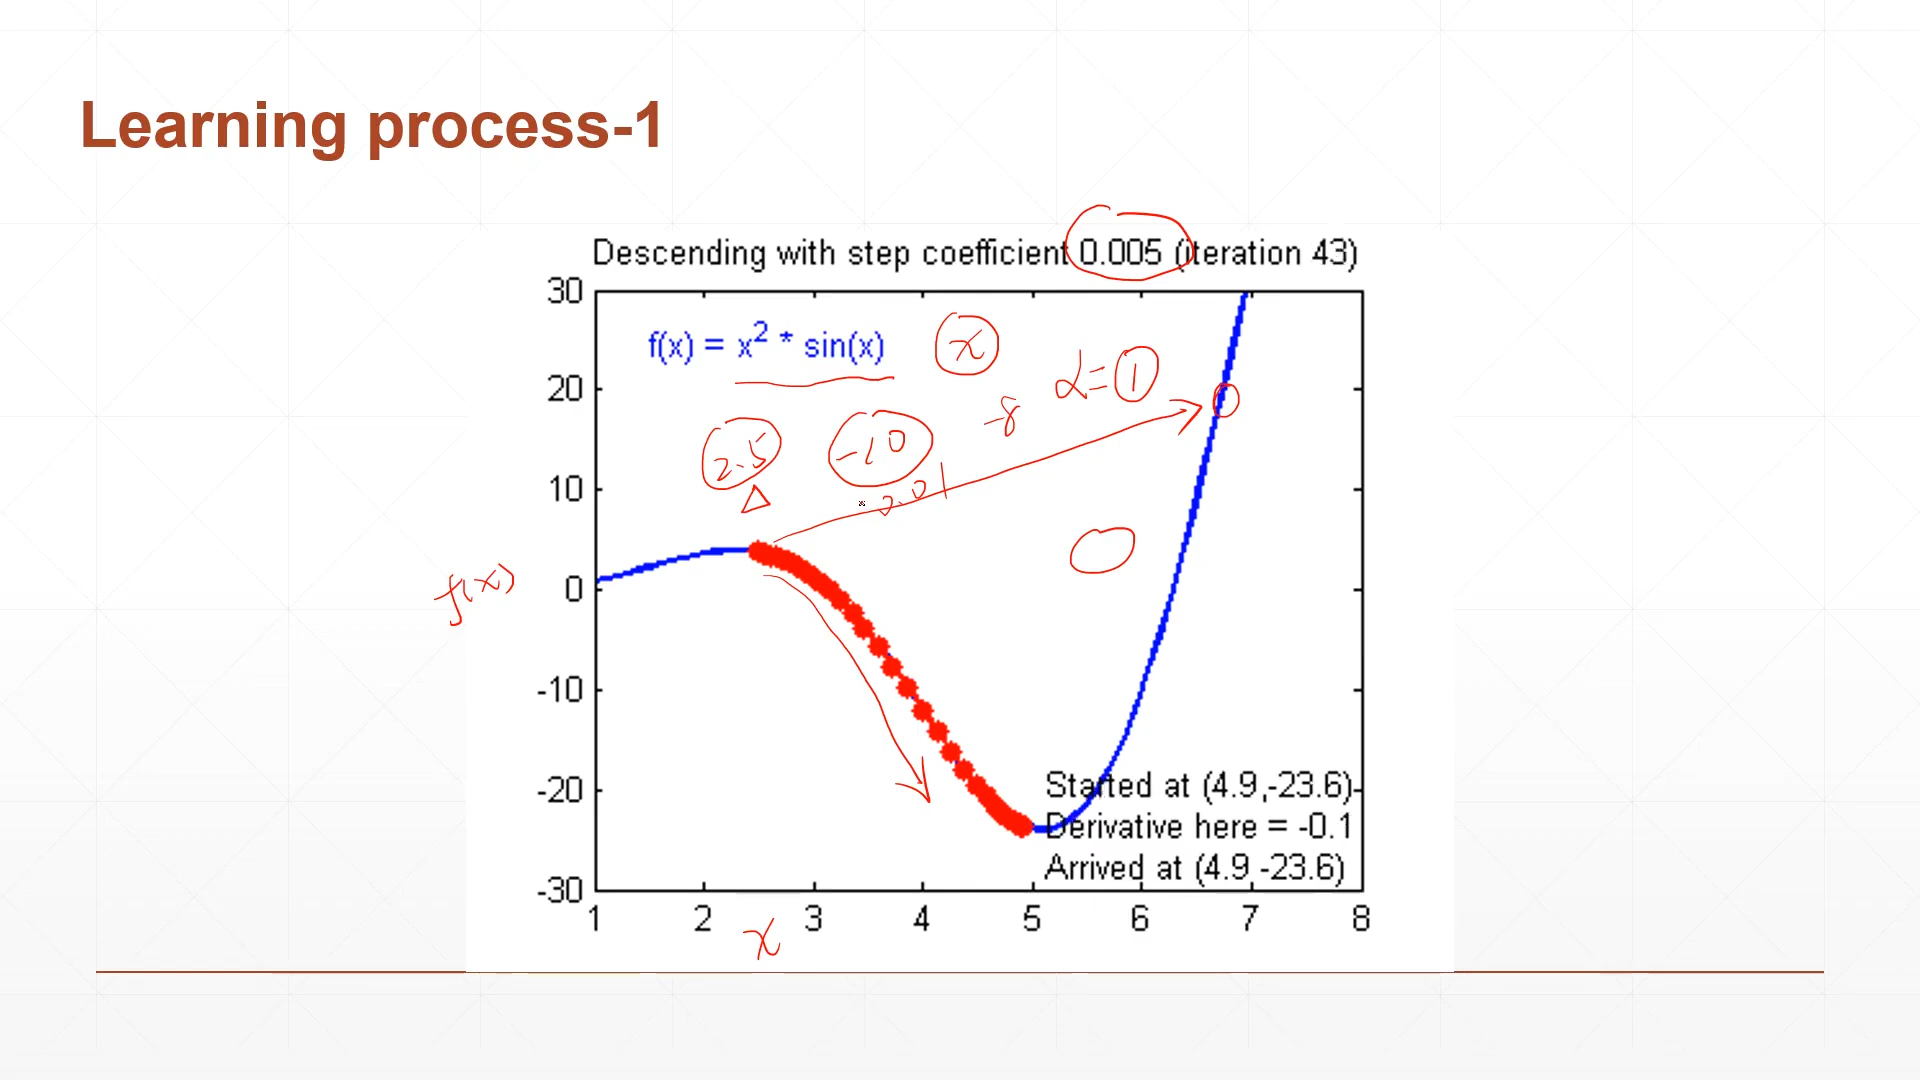 Learning process-1
Descending with step coefficient 0.005 (iteration 43)
30
f(x) = x² * sin(x)
x
α=1
20
-8
2.5
-10
10
f(x)
0
-10
-20
Started at (4.9,-23.6)
Derivative here = -0.1
Arrived at (4.9,-23.6)
-30
1 2 3 4 5 6 7 8
x